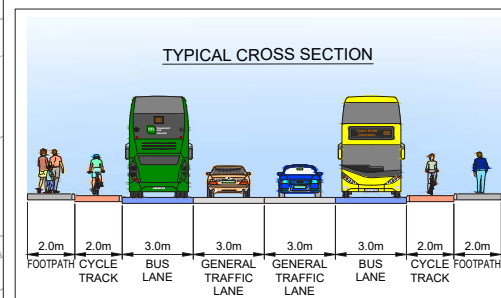 TYPICAL CROSS SECTION
00
2.0m 2.0m 3.0m 3.0m 3.0m 3.0m 2.0m 2.0m
FOOTPATH CYCLE TRACK BUS LANE GENERAL TRAFFIC LANE GENERAL TRAFFIC LANE BUS LANE CYCLE TRACK FOOTPATH